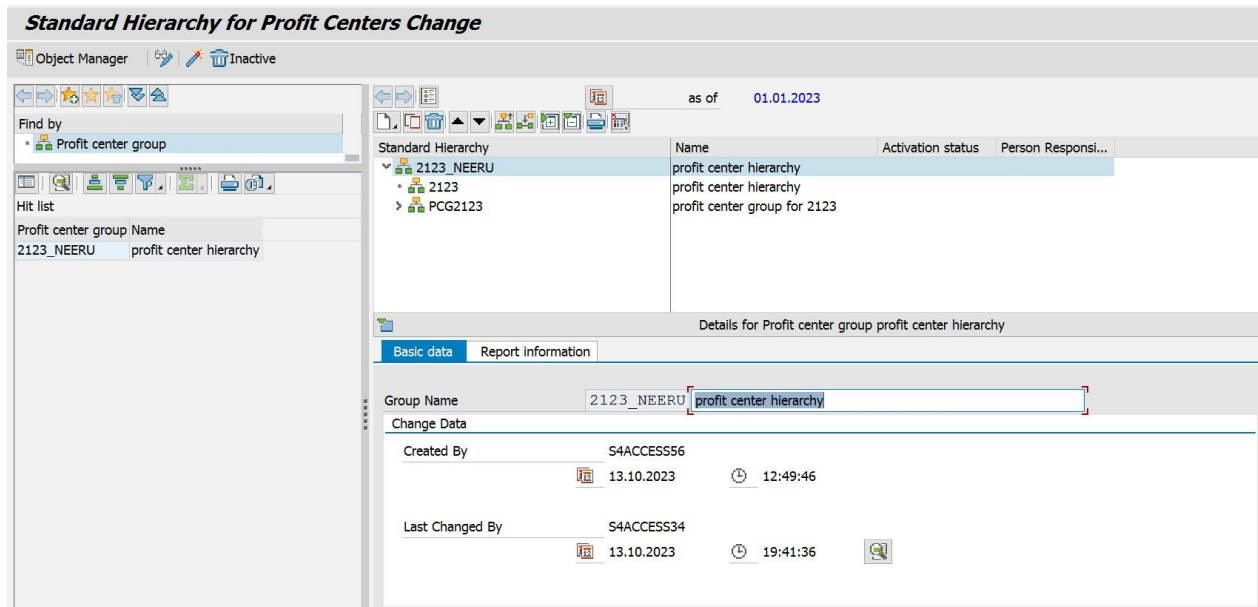 Standard Hierarchy for Profit Centers Change
Object Manager Inactive
Find by
Profit center group
Hit list
Profit center group Name
2123_NEERU profit center hierarchy
as of 01.01.2023
Standard Hierarchy Name Activation status Person Responsi...
2123_NEERU profit center hierarchy
2123 profit center hierarchy
PCG2123 profit center group for 2123
Details for Profit center group profit center hierarchy
Basic data Report information
Group Name 2123_NEERU profit center hierarchy
Change Data
Created By S4ACCESS56
13.10.2023 12:49:46
Last Changed By S4ACCESS34
13.10.2023 19:41:36